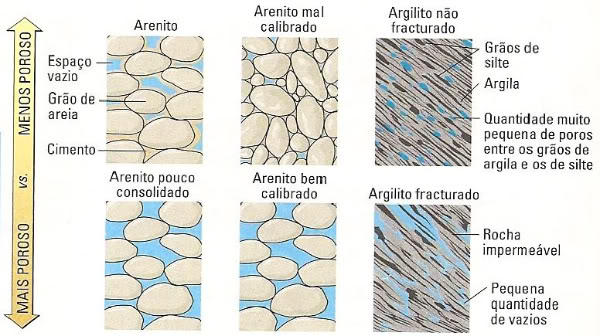 MENOS POROSO
vs.
MAIS POROSO
Arenito
Espaço
vazio
Grão de
areia
Cimento
Arenito mal
calibrado
Argilito não
fracturado
Grãos de
silte
Argila
Quantidade muito
pequena de poros
entre os grãos de
argila e os de silte
Arenito pouco
consolidado
Arenito bem
calibrado
Argilito fracturado
Rocha
impermeável
Pequena
quantidade
de vazios